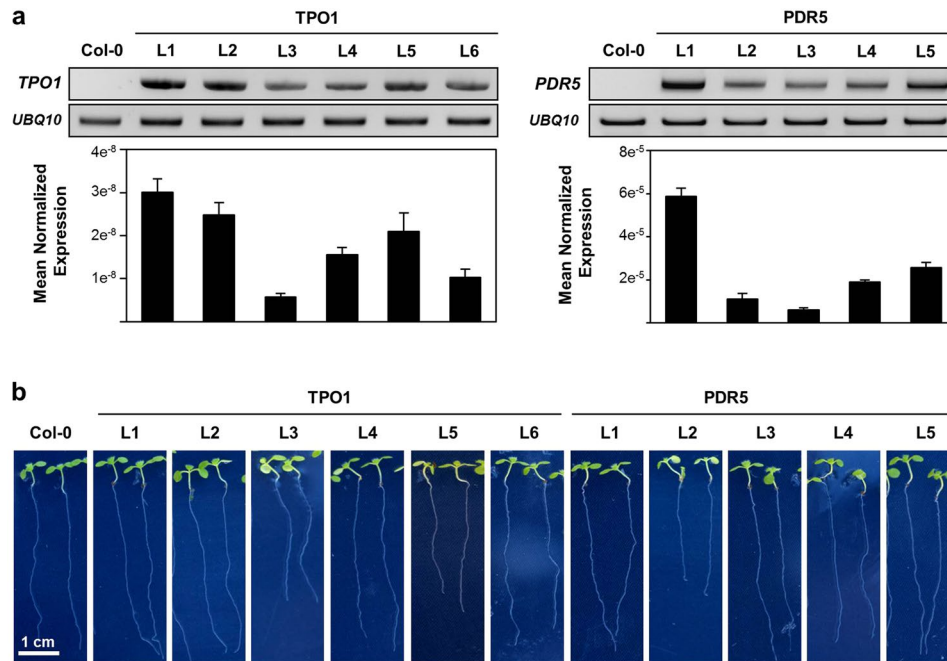 a
TPO1
Col-0 L1 L2 L3 L4 L5 L6
TPO1
UBQ10
Mean Normalized
Expression
4e-8
3e-8
2e-8
1e-8
PDR5
L1 L2 L3 L4 L5
Col-0
PDR5
UBQ10
Mean Normalized
Expression
8e-5
6e-5
4e-5
2e-5
b
TPO1 PDR5
Col-0 L1 L2 L3 L4 L5 L6 L1 L2 L3 L4 L5
1 cm